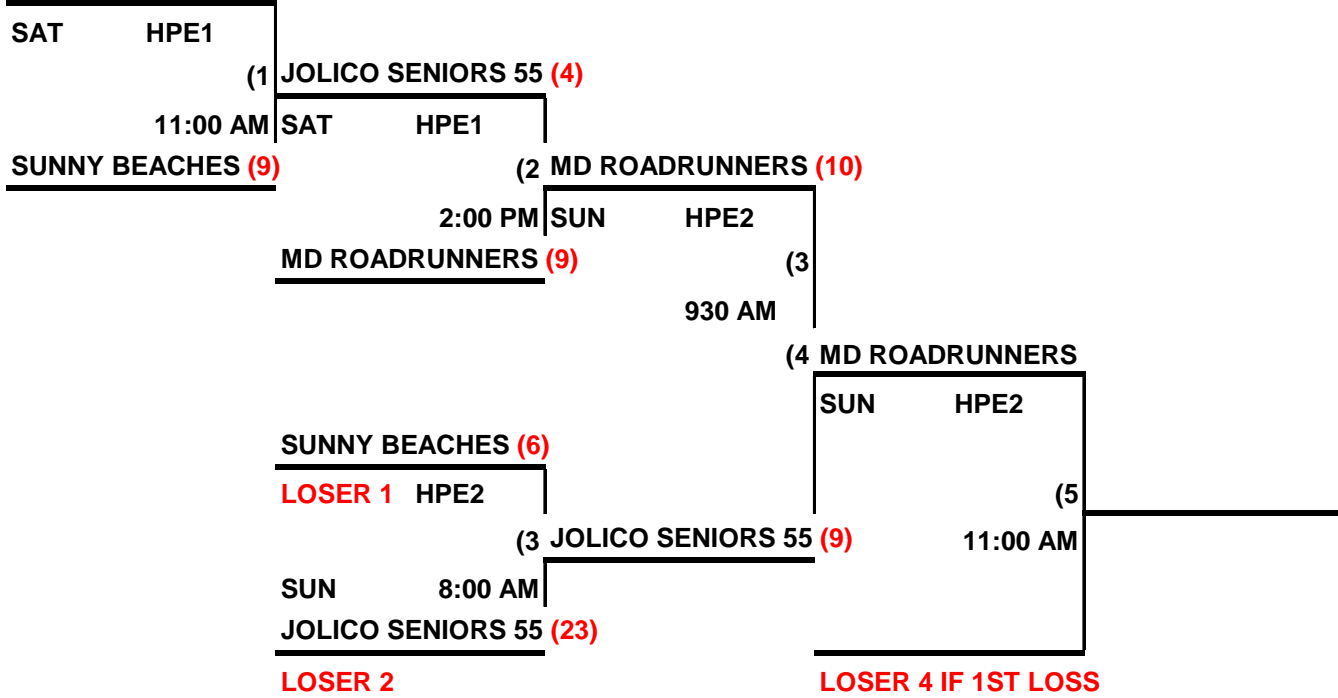 SAT HPE1
(1 JOLICO SENIORS 55 (4)
11:00 AM SAT HPE1
SUNNY BEACHES (9) (2 MD ROADRUNNERS (10)
2:00 PM SUN HPE2
MD ROADRUNNERS (9) (3
930 AM
(4 MD ROADRUNNERS
SUN HPE2
SUNNY BEACHES (6)
LOSER 1 HPE2 (5
(3 JOLICO SENIORS 55 (9) 11:00 AM
SUN 8:00 AM
JOLICO SENIORS 55 (23)
LOSER 2 LOSER 4 IF 1ST LOSS